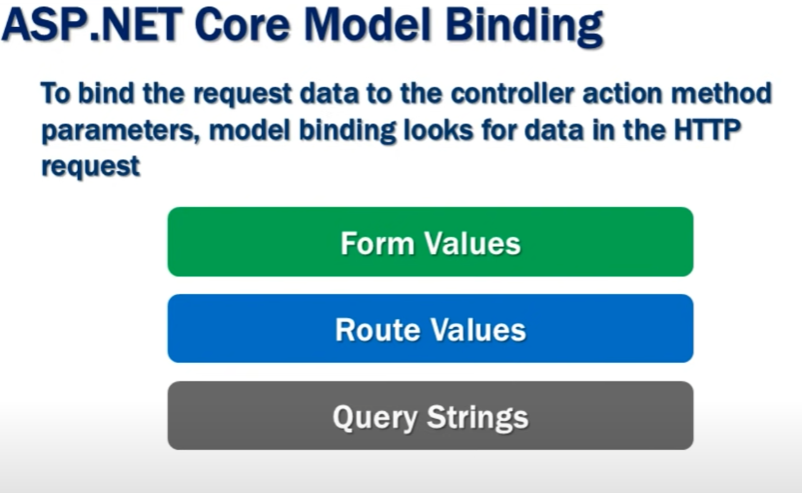 ASP.NET Core Model Binding
To bind the request data to the controller action method
parameters, model binding looks for data in the HTTP
request
Form Values
Route Values
Query Strings